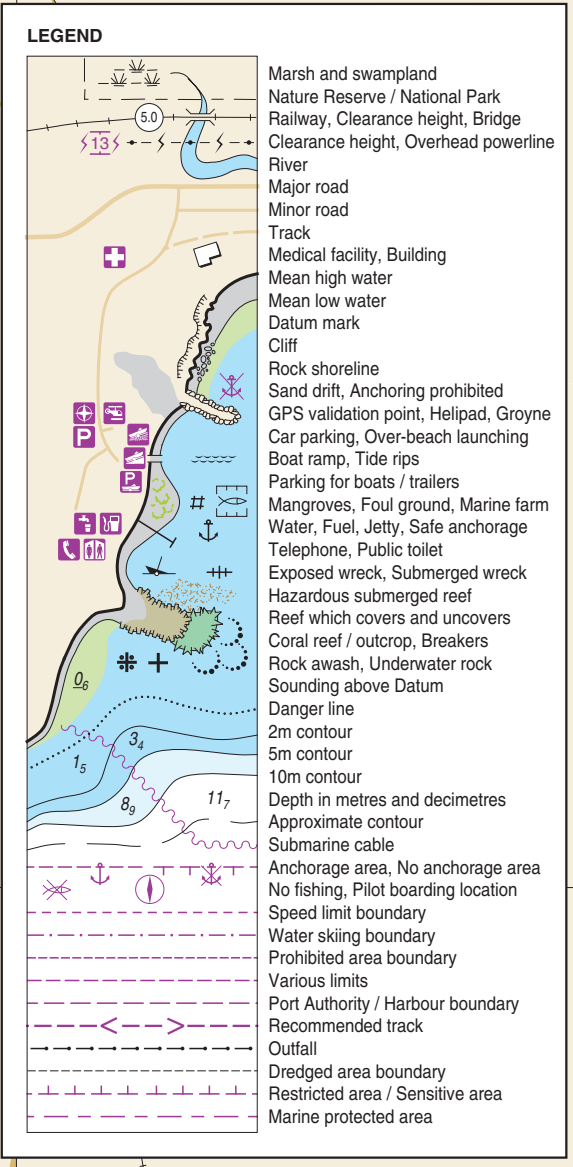 LEGEND
Marsh and swampland
Nature Reserve / National Park
5.0 Railway, Clearance height, Bridge
13 Clearance height, Overhead powerline
River
Major road
Minor road
Track
Medical facility, Building
Mean high water
Mean low water
Datum mark
Cliff
Rock shoreline
Sand drift, Anchoring prohibited
GPS validation point, Helipad, Groyne
P Car parking, Over-beach launching
Boat ramp, Tide rips
P Parking for boats / trailers
Mangroves, Foul ground, Marine farm
Water, Fuel, Jetty, Safe anchorage
Telephone, Public toilet
Exposed wreck, Submerged wreck
Hazardous submerged reef
Reef which covers and uncovers
Coral reef / outcrop, Breakers
Rock awash, Underwater rock
0₆ Sounding above Datum
Danger line
3₄ 2m contour
1₅ 5m contour
10m contour
8₉ 11₇ Depth in metres and decimetres
Approximate contour
Submarine cable
Anchorage area, No anchorage area
No fishing, Pilot boarding location
Speed limit boundary
Water skiing boundary
Prohibited area boundary
Various limits
Port Authority / Harbour boundary
Recommended track
Outfall
Dredged area boundary
Restricted area / Sensitive area
Marine protected area